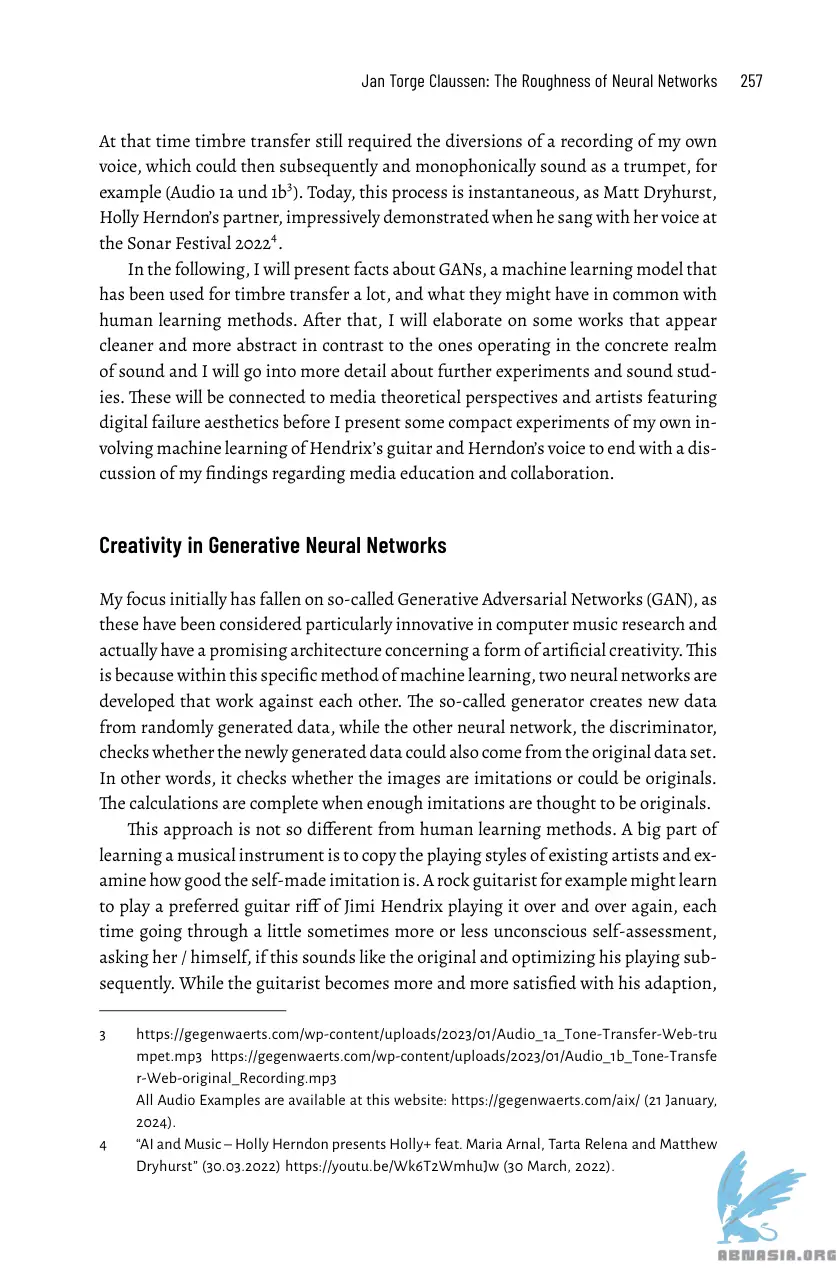 Jan Torge Claussen: The Roughness of Neural Networks 257
At that time timbre transfer still required the diversions of a recording of my own
voice, which could then subsequently and monophonically sound as a trumpet, for
example (Audio 1a und 1b3). Today, this process is instantaneous, as Matt Dryhurst,
Holly Herndon’s partner, impressively demonstrated when he sang with her voice at
the Sonar Festival 20224.
In the following, I will present facts about GANs, a machine learning model that
has been used for timbre transfer a lot, and what they might have in common with
human learning methods. After that, I will elaborate on some works that appear
cleaner and more abstract in contrast to the ones operating in the concrete realm
of sound and I will go into more detail about further experiments and sound stud-
ies. These will be connected to media theoretical perspectives and artists featuring
digital failure aesthetics before I present some compact experiments of my own in-
volving machine learning of Hendrix’s guitar and Herndon’s voice to end with a dis-
cussion of my findings regarding media education and collaboration.
Creativity in Generative Neural Networks
My focus initially has fallen on so-called Generative Adversarial Networks (GAN), as
these have been considered particularly innovative in computer music research and
actually have a promising architecture concerning a form of artificial creativity. This
is because within this specific method of machine learning, two neural networks are
developed that work against each other. The so-called generator creates new data
from randomly generated data, while the other neural network, the discriminator,
checks whether the newly generated data could also come from the original data set.
In other words, it checks whether the images are imitations or could be originals.
The calculations are complete when enough imitations are thought to be originals.
This approach is not so different from human learning methods. A big part of
learning a musical instrument is to copy the playing styles of existing artists and ex-
amine how good the self-made imitation is. A rock guitarist for example might learn
to play a preferred guitar riff of Jimi Hendrix playing it over and over again, each
time going through a little sometimes more or less unconscious self-assessment,
asking her / himself, if this sounds like the original and optimizing his playing sub-
sequently. While the guitarist becomes more and more satisfied with his adaption,
3 https://gegenwaerts.com/wp-content/uploads/2023/01/Audio_1a_Tone-Transfer-Web-tru
mpet.mp3 https://gegenwaerts.com/wp-content/uploads/2023/01/Audio_1b_Tone-Transfe
r-Web-original_Recording.mp3
All Audio Examples are available at this website: https://gegenwaerts.com/aix/ (21 January,
2024).
4 “AI and Music – Holly Herndon presents Holly+ feat. Maria Arnal, Tarta Relena and Matthew
Dryhurst” (30.03.2022) https://youtu.be/Wk6T2WmhuJw (30 March, 2022).
ABNASIA.ORG